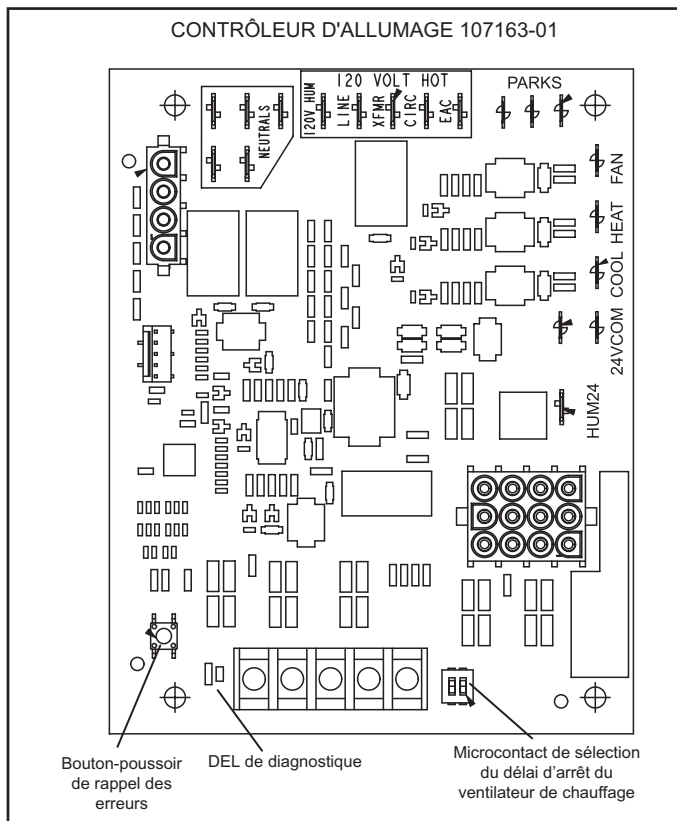 CONTRÔLEUR D'ALLUMAGE 107163-01
120 VOLT HOT
120V HUM
LINE
XFMR
CIRC
EAC
NEUTRALS
PARKS
FAN
HEAT
COOL
24VCOM
HUM24
Bouton-poussoir
de rappel des
erreurs
DEL de diagnostique
Microcontact de sélection
du délai d'arrêt du
ventilateur de chauffage